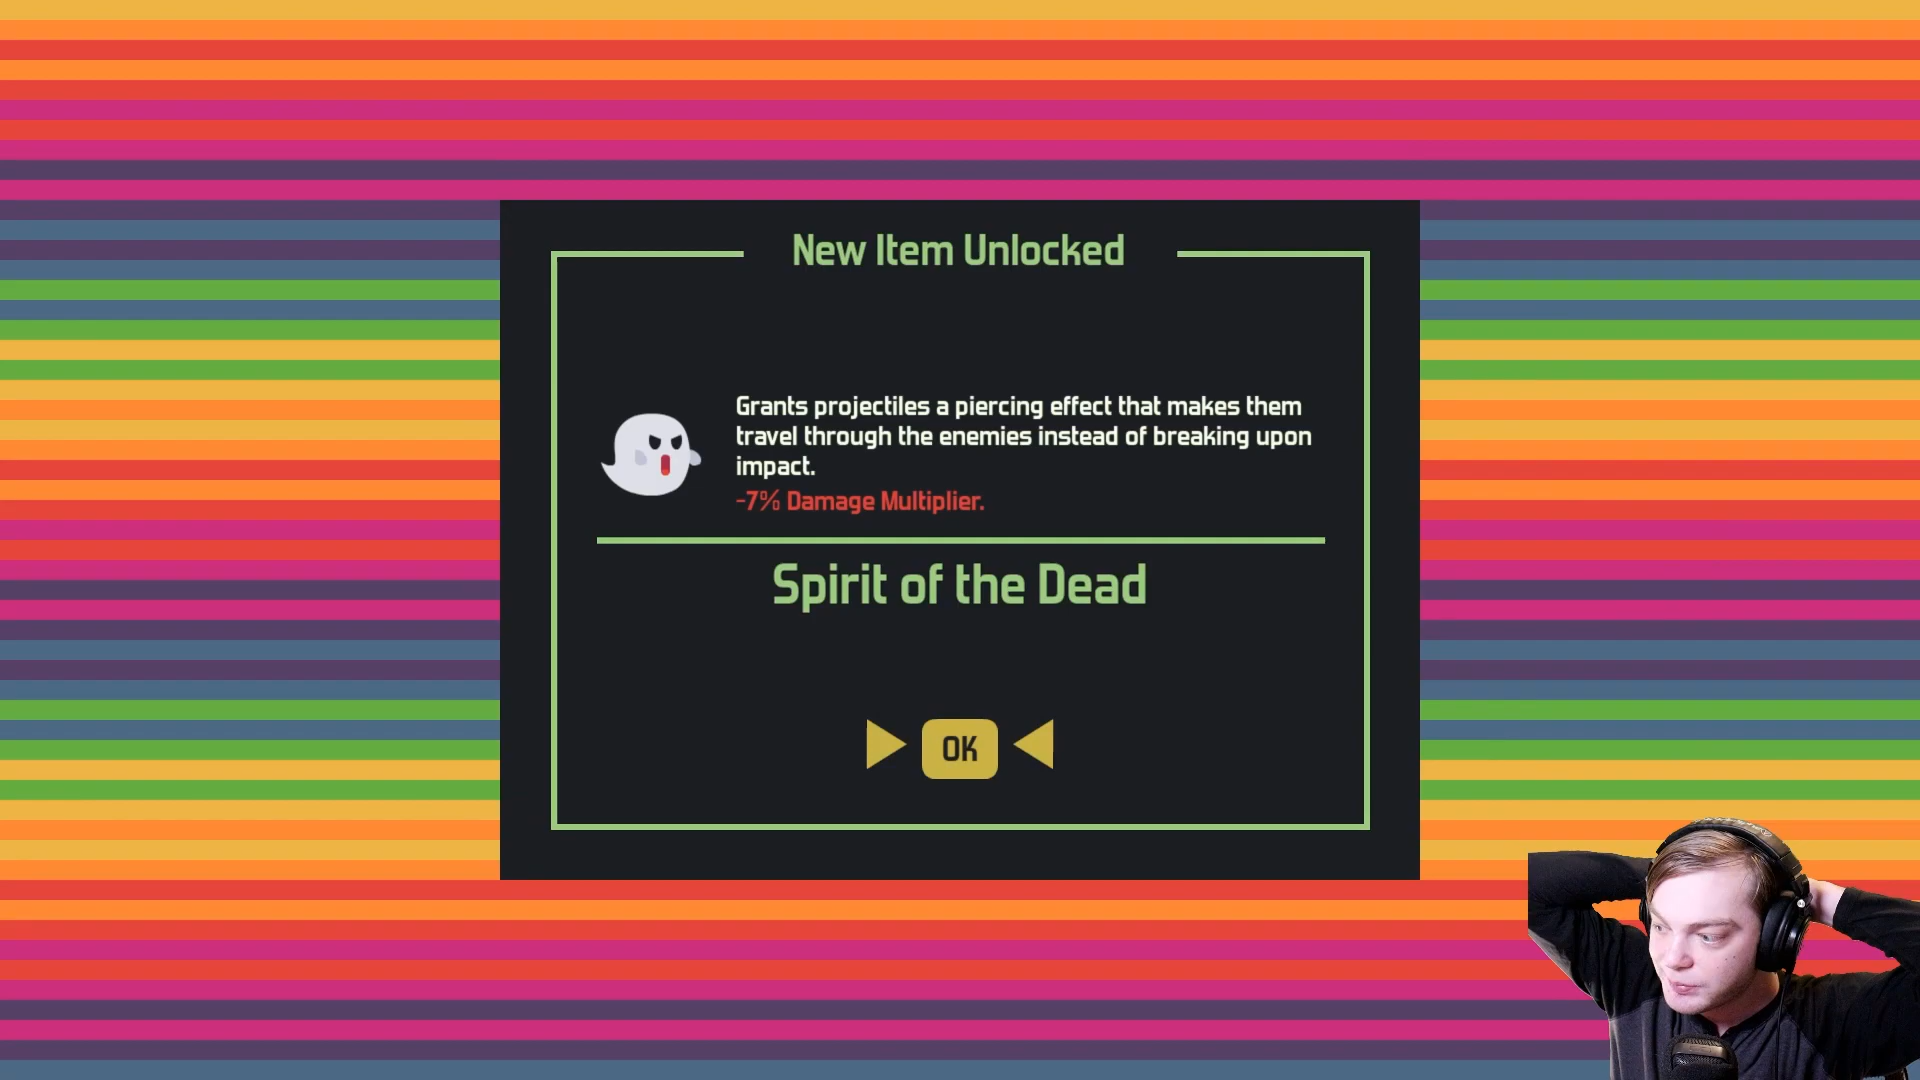 New Item Unlocked
Grants projectiles a piercing effect that makes them
travel through the enemies instead of breaking upon
impact.
-7% Damage Multiplier.
Spirit of the Dead
OK